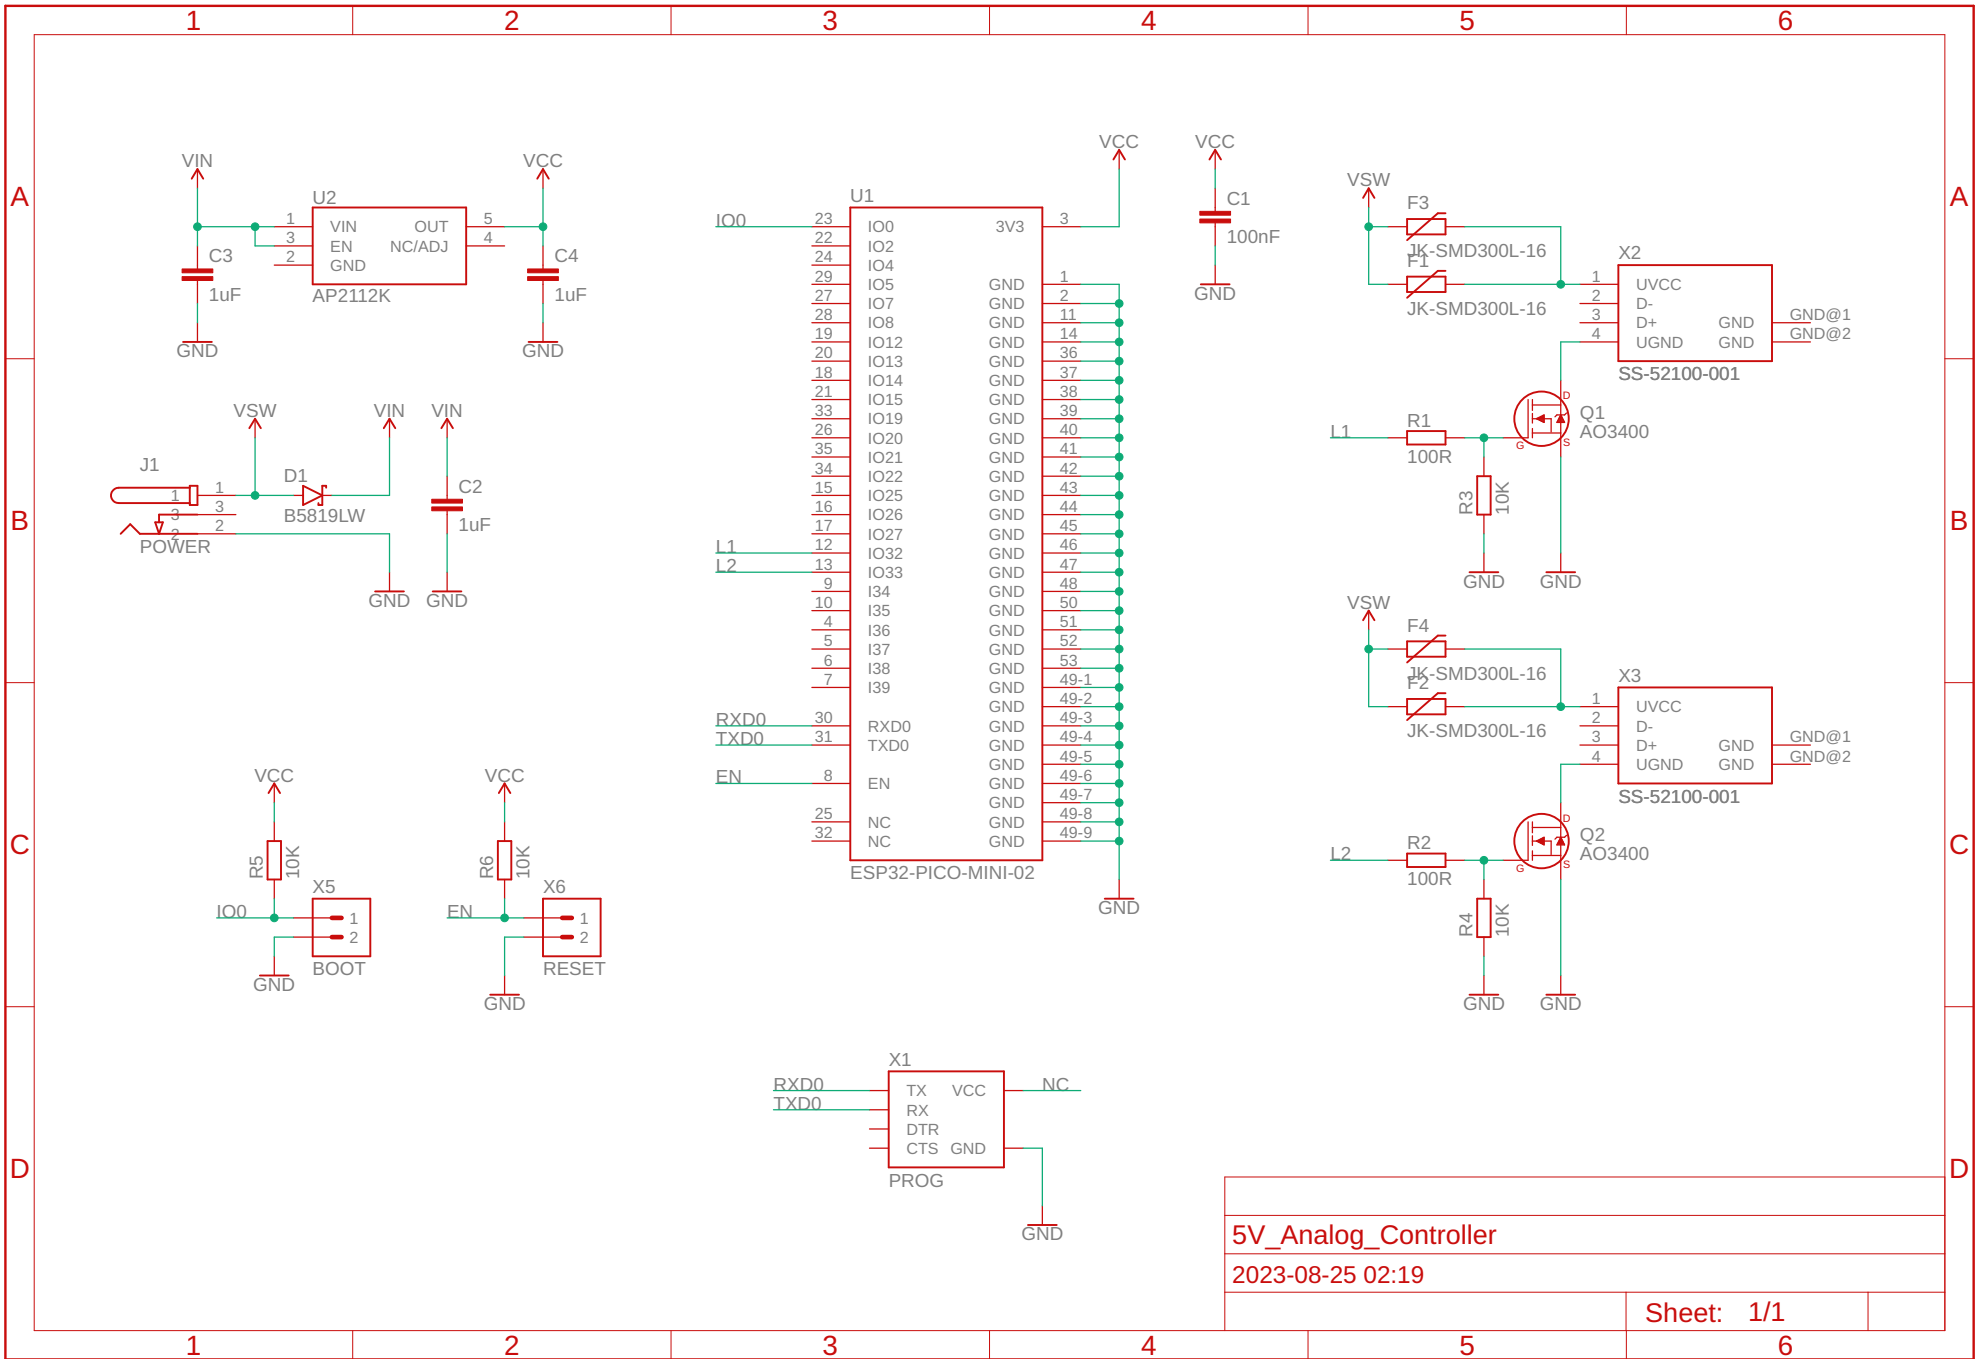 1 2 3 4 5 6
A A
B B
C C
D D
1 2 3 4 5 6
VIN
VCC
U2
1 VIN OUT 5
3 EN NC/ADJ 4
2 GND
AP2112K
C3
1uF
GND
C4
1uF
GND
VSW
VIN
VIN
J1
1 1
3 3
2 2
POWER
D1
B5819LW
C2
1uF
GND
GND
VCC
R5
10K
IO0
X5
1
2
BOOT
GND
VCC
R6
10K
EN
X6
1
2
RESET
GND
U1
IO0 23 IO0
22 IO2
24 IO4
29 IO5
27 IO7
28 IO8
19 IO12
20 IO13
18 IO14
21 IO15
33 IO19
26 IO20
35 IO21
34 IO22
15 IO25
16 IO26
17 IO27
L1 12 IO32
L2 13 IO33
9 I34
10 I35
4 I36
5 I37
6 I38
7 I39
RXD0 30 RXD0
TXD0 31 TXD0
EN 8 EN
25 NC
32 NC
VCC
3V3 3
GND 1
GND 2
GND 11
GND 14
GND 36
GND 37
GND 38
GND 39
GND 40
GND 41
GND 42
GND 43
GND 44
GND 45
GND 46
GND 47
GND 48
GND 50
GND 51
GND 52
GND 53
GND 49-1
GND 49-2
GND 49-3
GND 49-4
GND 49-5
GND 49-6
GND 49-7
GND 49-8
GND 49-9
ESP32-PICO-MINI-02
GND
VCC
C1
100nF
GND
X1
RXD0 TX VCC NC
TXD0 RX
DTR
CTS GND
PROG
GND
VSW
F3
JK-SMD300L-16
F1
JK-SMD300L-16
X2
1 UVCC
2 D-
3 D+ GND GND@1
4 UGND GND GND@2
SS-52100-001
L1
R1
100R
D
G
S
Q1
AO3400
R3
10K
GND
GND
VSW
F4
JK-SMD300L-16
F2
JK-SMD300L-16
X3
1 UVCC
2 D-
3 D+ GND GND@1
4 UGND GND GND@2
SS-52100-001
L2
R2
100R
D
G
S
Q2
AO3400
R4
10K
GND
GND
5V_Analog_Controller
2023-08-25 02:19
Sheet: 1/1